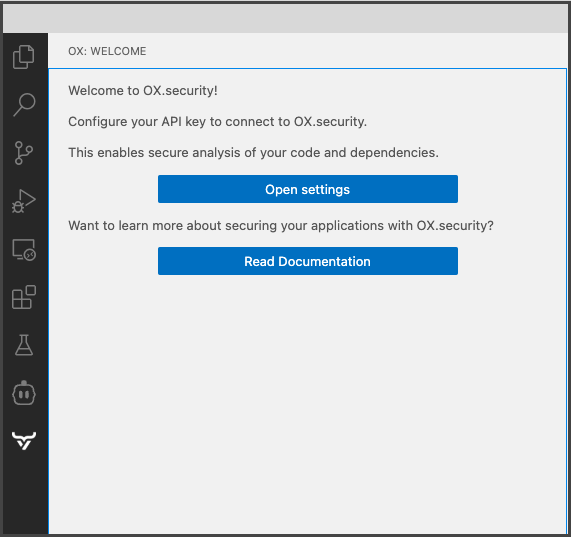 OX: WELCOME
Welcome to OX.security!
Configure your API key to connect to OX.security.
This enables secure analysis of your code and dependencies.
Open settings
Want to learn more about securing your applications with OX.security?
Read Documentation